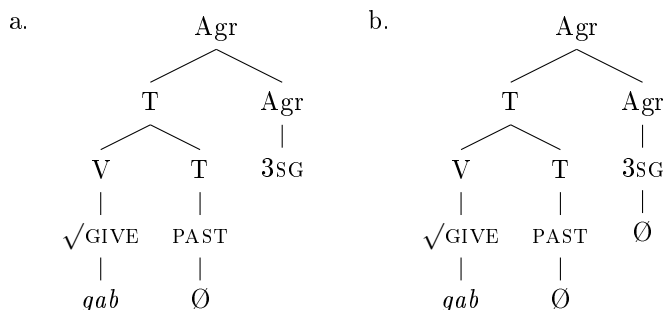 a. Agr b. Agr
T Agr T Agr
V T 3SG V T 3SG
√GIVE PAST √GIVE PAST Ø
gab Ø gab Ø